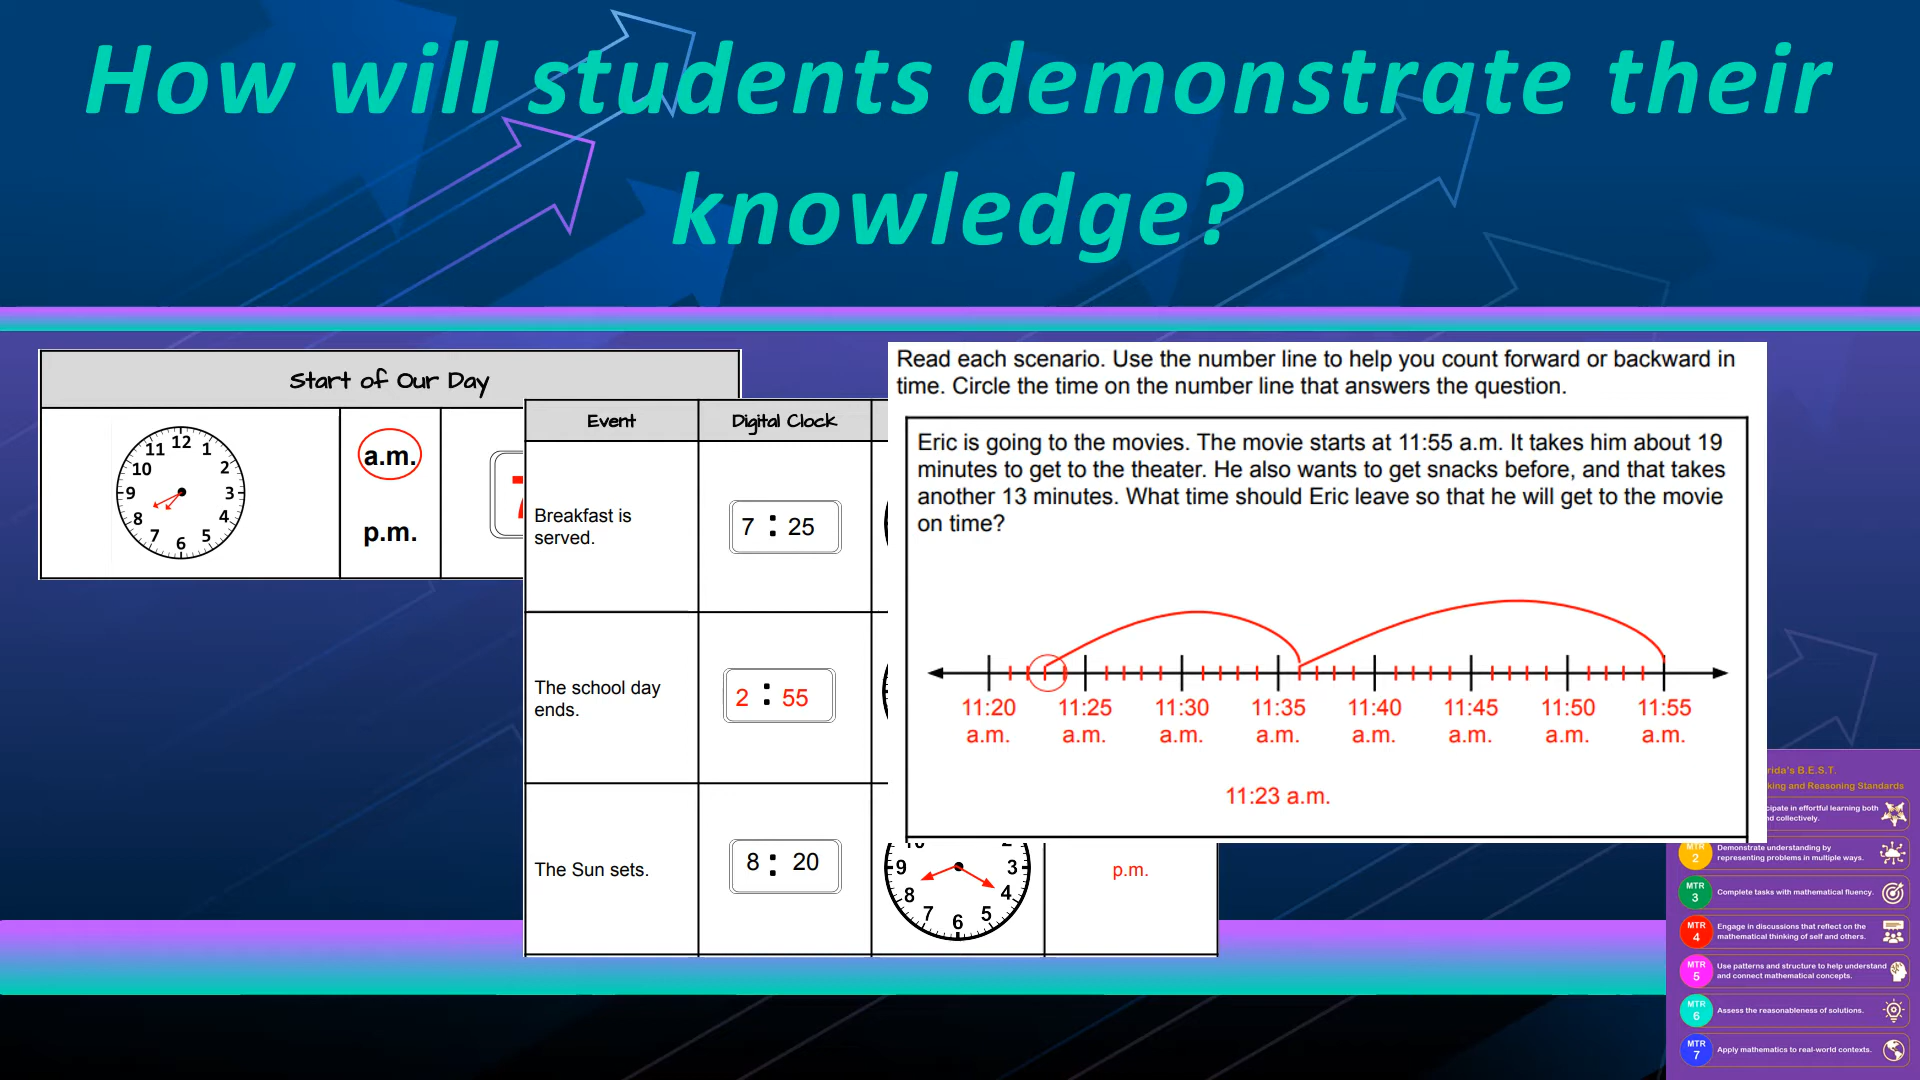 How will students demonstrate their
knowledge?
Start of Our Day
12
11
1
10
2
9
3
8
4
7
5
6
a.m.
p.m.
Event
Digital Clock
Breakfast is
served.
7 : 25
The school day
ends.
2 : 55
The Sun sets.
8 : 20
9
3
8
4
7
5
6
p.m.
Read each scenario. Use the number line to help you count forward or backward in
time. Circle the time on the number line that answers the question.
Eric is going to the movies. The movie starts at 11:55 a.m. It takes him about 19
minutes to get to the theater. He also wants to get snacks before, and that takes
another 13 minutes. What time should Eric leave so that he will get to the movie
on time?
11:20 11:25 11:30 11:35 11:40 11:45 11:50 11:55
a.m. a.m. a.m. a.m. a.m. a.m. a.m. a.m.
11:23 a.m.
B.E.S.T.
and Reasoning Standards
in effortful learning both
collectively.
MTR
2
Demonstrate understanding by
representing problems in multiple ways.
MTR
3
Complete tasks with mathematical fluency.
MTR
4
Engage in discussions that reflect on the
mathematical thinking of self and others.
MTR
5
Use patterns and structure to help understand
and connect mathematical concepts.
MTR
6
Assess the reasonableness of solutions.
MTR
7
Apply mathematics to real-world contexts.